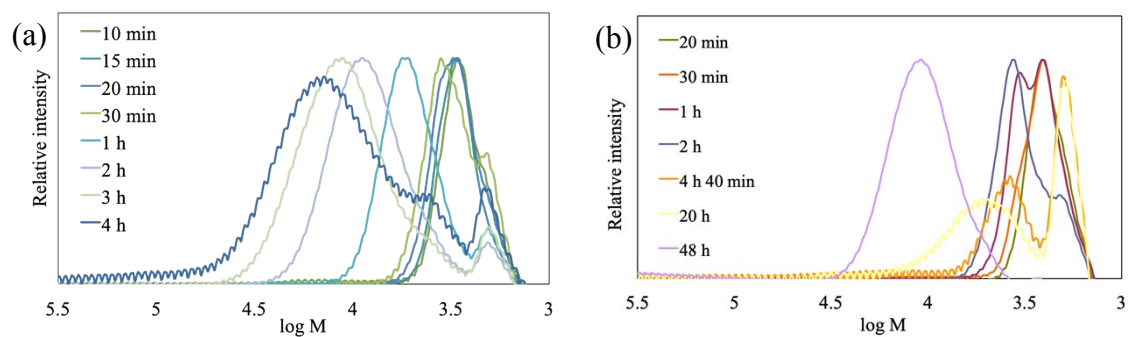 (a)
Relative intensity
10 min
15 min
20 min
30 min
1 h
2 h
3 h
4 h
5.5 5 4.5 4 3.5 3
log M
(b)
Relative intensity
20 min
30 min
1 h
2 h
4 h 40 min
20 h
48 h
5.5 5 4.5 4 3.5 3
log M